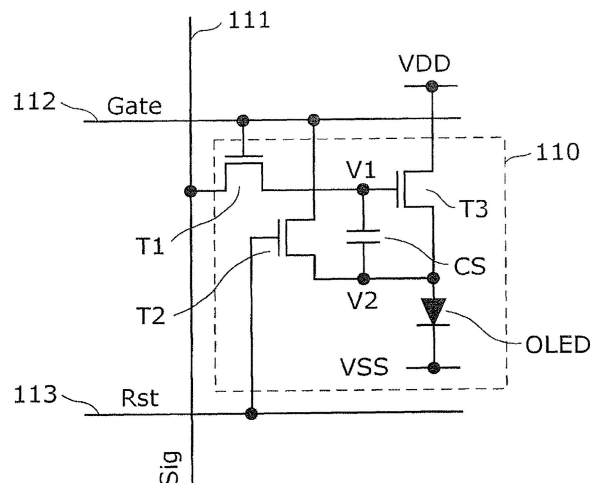 111
VDD
112
Gate
110
V1
T3
T1
CS
T2
V2
OLED
VSS
113
Rst
Sig